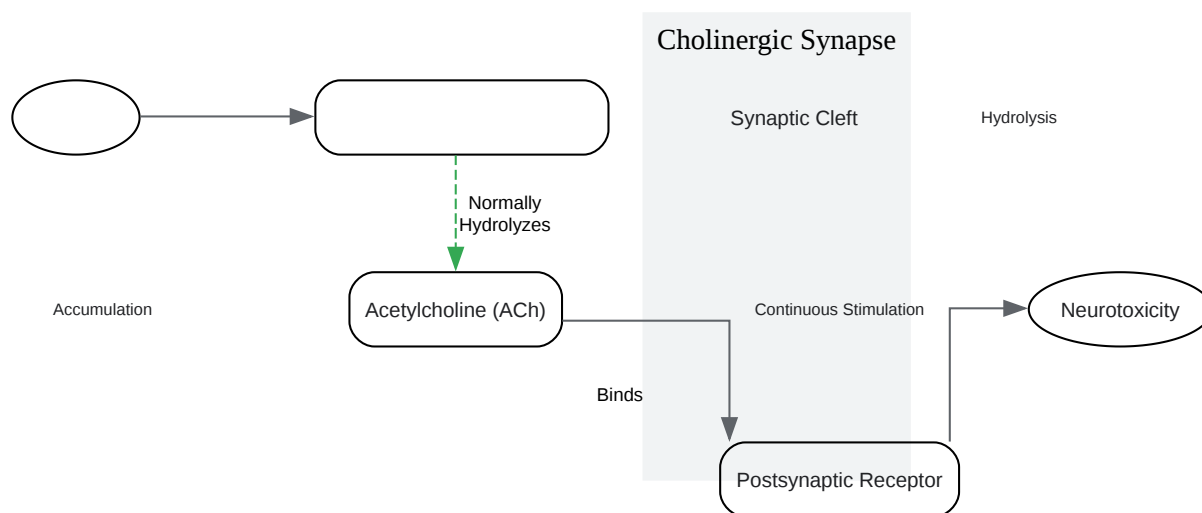 Cholinergic Synapse
Synaptic Cleft
Hydrolysis
Normally
Hydrolyzes
Accumulation
Acetylcholine (ACh)
Continuous Stimulation
Neurotoxicity
Binds
Postsynaptic Receptor